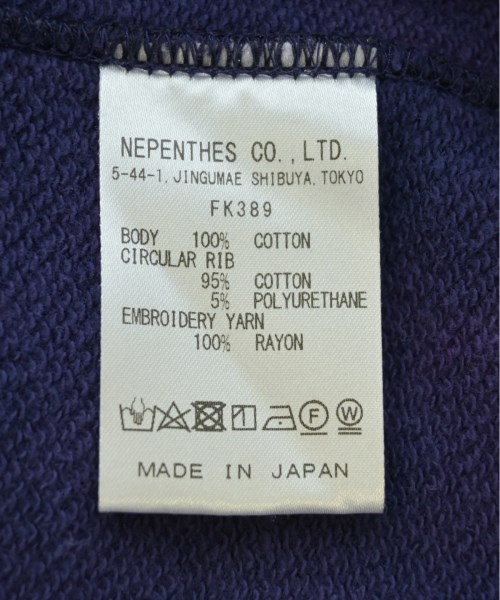 NEPENTHES CO., LTD.
5-44-1, JINGUMAE SHIBUYA, TOKYO
FK389
BODY 100% COTTON
CIRCULAR RIB
95% COTTON
5% POLYURETHANE
EMBROIDERY YARN
100% RAYON
F W
MADE IN JAPAN